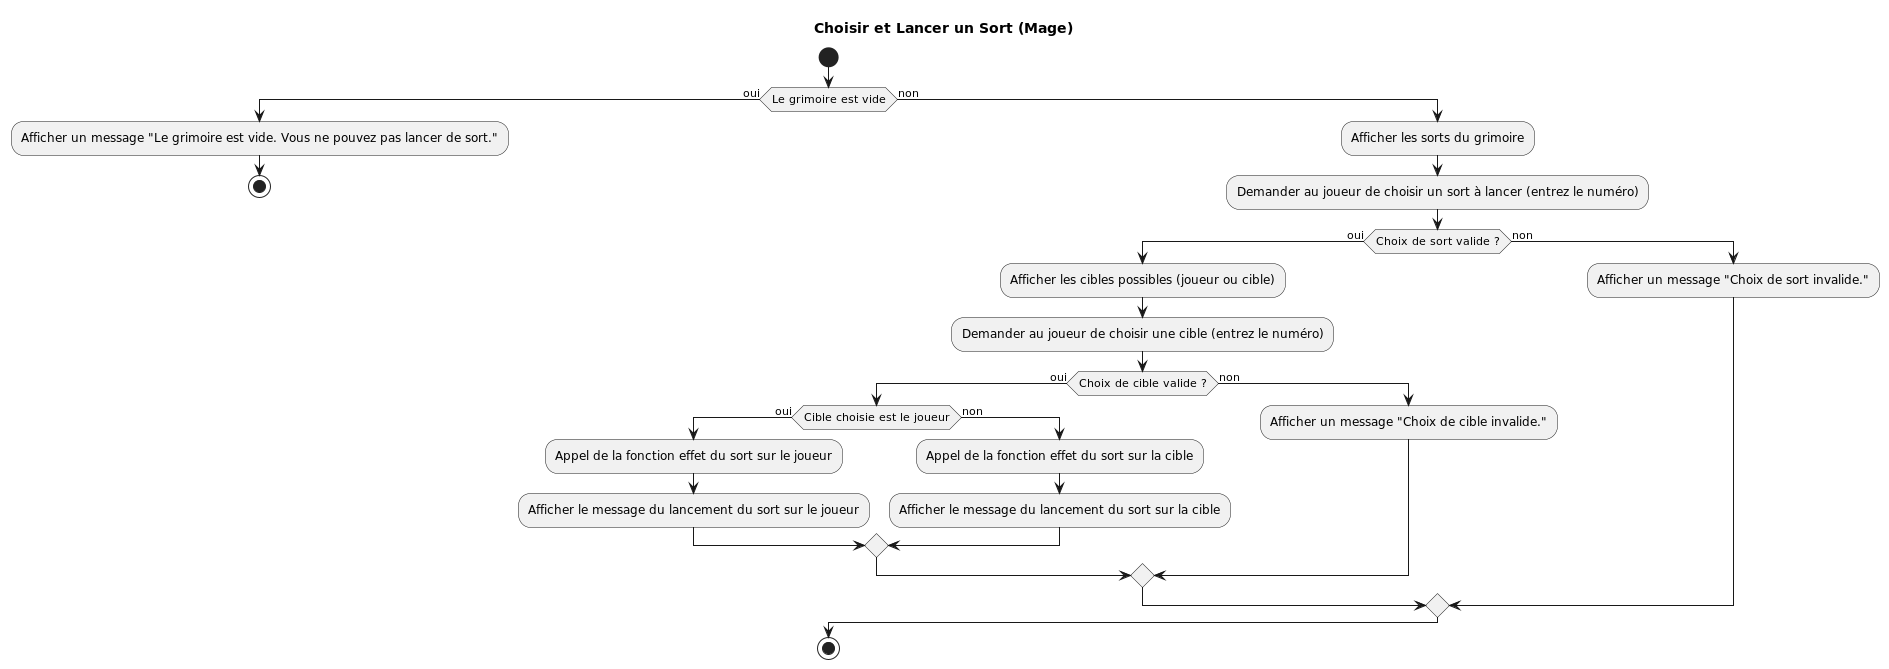 Choisir et Lancer un Sort (Mage)
oui
Le grimoire est vide
non
Afficher un message "Le grimoire est vide. Vous ne pouvez pas lancer de sort."
Afficher les sorts du grimoire
Demander au joueur de choisir un sort à lancer (entrez le numéro)
oui
Choix de sort valide ?
non
Afficher les cibles possibles (joueur ou cible)
Afficher un message "Choix de sort invalide."
Demander au joueur de choisir une cible (entrez le numéro)
oui
Choix de cible valide ?
non
oui
Cible choisie est le joueur
non
Afficher un message "Choix de cible invalide."
Appel de la fonction effet du sort sur le joueur
Appel de la fonction effet du sort sur la cible
Afficher le message du lancement du sort sur le joueur
Afficher le message du lancement du sort sur la cible